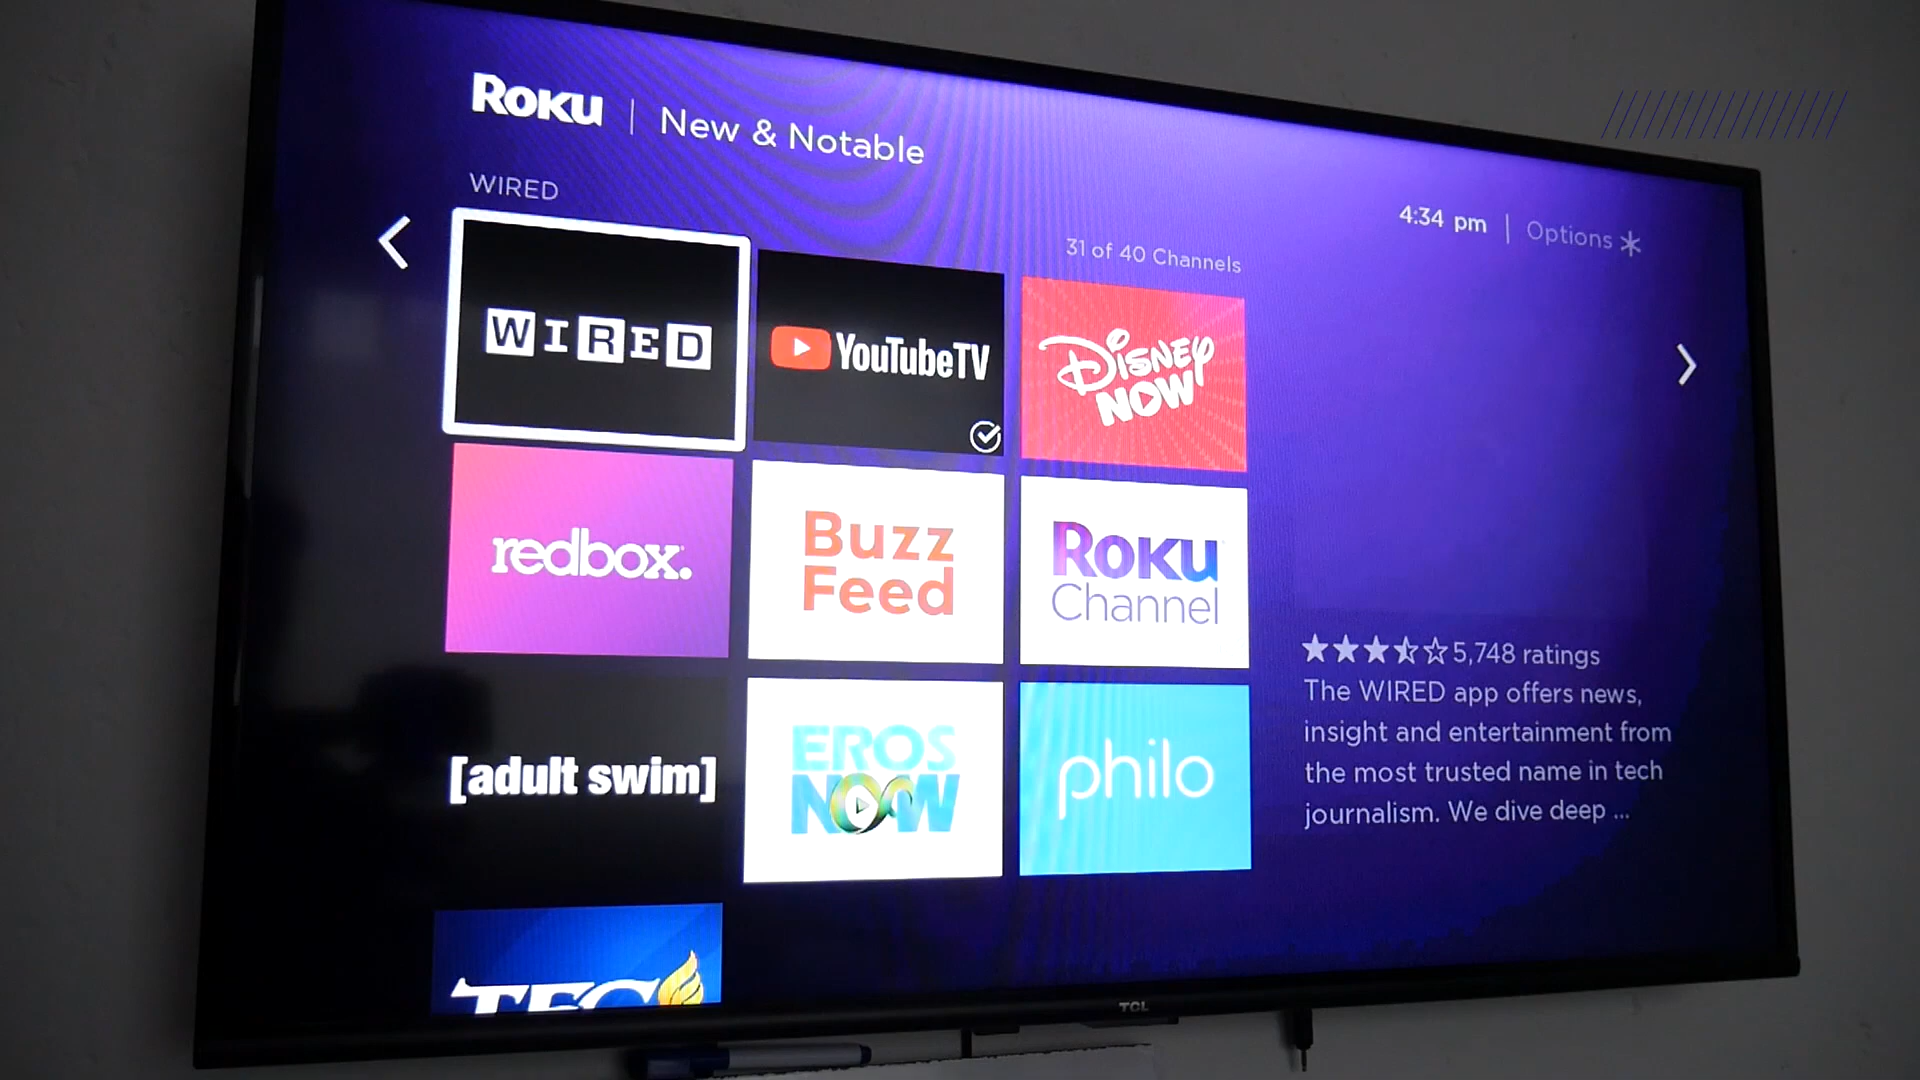 ROKU | New & Notable
WIRED
4:34 pm | Options
31 of 40 Channels
WIRED
YouTubeTV
DISNEY
NOW
redbox.
Buzz
Feed
ROKU
Channel
[adult swim]
EROS
NOW
philo
5,748 ratings
The WIRED app offers news,
insight and entertainment from
the most trusted name in tech
journalism. We dive deep ...
TCL